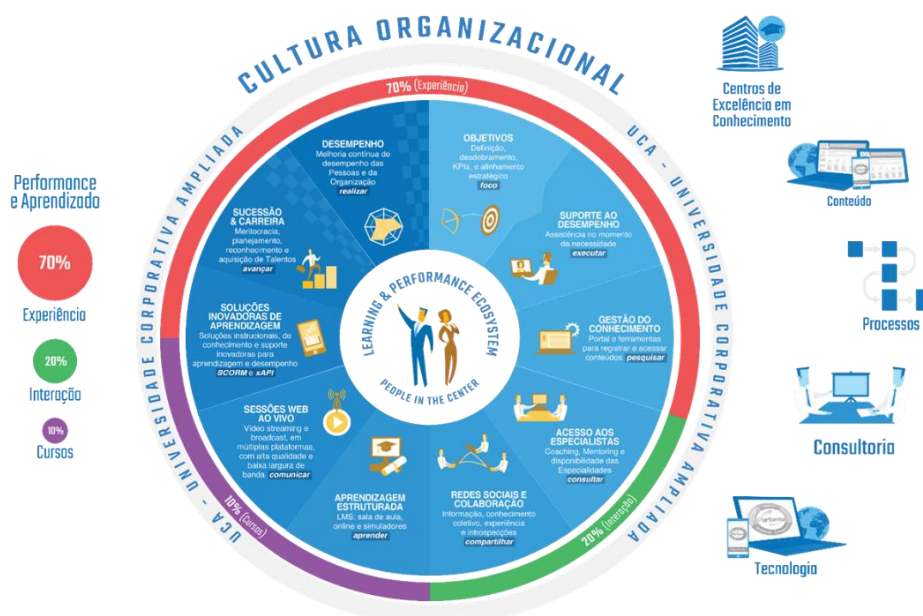 CULTURA ORGANIZACIONAL
UCA - UNIVERSIDADE CORPORATIVA AMPLIADA
UCA - UNIVERSIDADE CORPORATIVA AMPLIADA
70% (Experiência)
20% (Interação)
10% (Cursos)
Performance
e Aprendizado
70%
Experiência
20%
Interação
10%
Cursos
DESEMPENHO
Melhoria contínua do
desempenho das
Pessoas e da
Organização
realizar
OBJETIVOS
Definição,
desdobramento,
KPIs, e alinhamento
estratégico
foco
SUPORTE AO
DESEMPENHO
Assistência no momento
da necessidade
executar
GESTÃO DO
CONHECIMENTO
Portal e ferramentas
para registrar e acessar
conteúdos pesquisar
ACESSO AOS
ESPECIALISTAS
Coaching, Mentoring e
disponibilidade das
Especialidades
consultar
REDES SOCIAIS E
COLABORAÇÃO
Informação, conhecimento
coletivo, experiência
e introspecções
compartilhar
APRENDIZAGEM
ESTRUTURADA
LMS: sala de aula,
online e simuladores
aprender
SESSÕES WEB
AO VIVO
Vídeo streaming e
broadcast, em
múltiplas plataformas,
com alta qualidade e
baixa largura de
banda comunicar
SOLUÇÕES
INOVADORAS DE
APRENDIZAGEM
Soluções instrucionais, de
conhecimento e suporte
inovadoras para
aprendizagem e desempenho
SCORM e xAPI
SUCESSÃO
& CARREIRA
Meritocracia,
planejamento,
reconhecimento e
aquisição de Talentos
avançar
LEARNING & PERFORMANCE ECOSYSTEM
PEOPLE IN THE CENTER
Centros de
Excelência em
Conhecimento
Conteúdo
Processos
Consultoria
Tecnologia